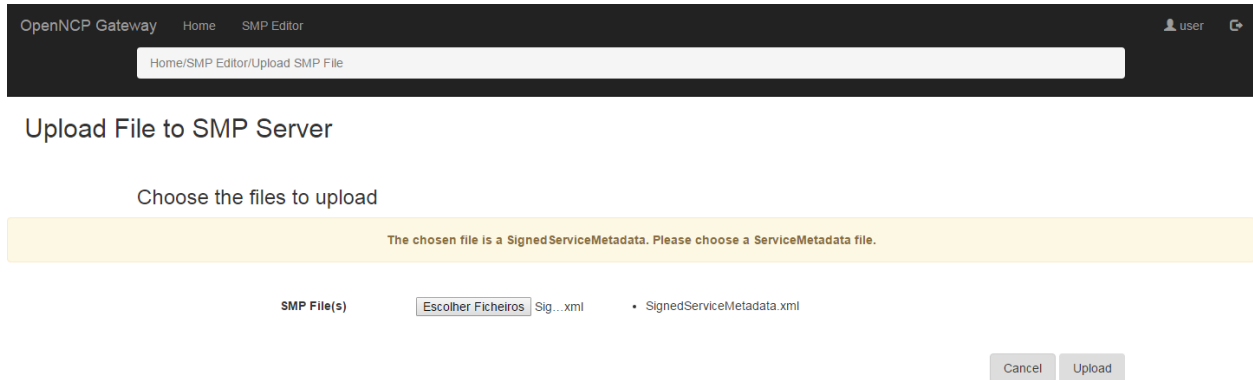 OpenNCP Gateway Home SMP Editor user
Home/SMP Editor/Upload SMP File
Upload File to SMP Server
Choose the files to upload
The chosen file is a SignedServiceMetadata. Please choose a ServiceMetadata file.
SMP File(s) Escolher Ficheiros Sig...xml • SignedServiceMetadata.xml
Cancel Upload